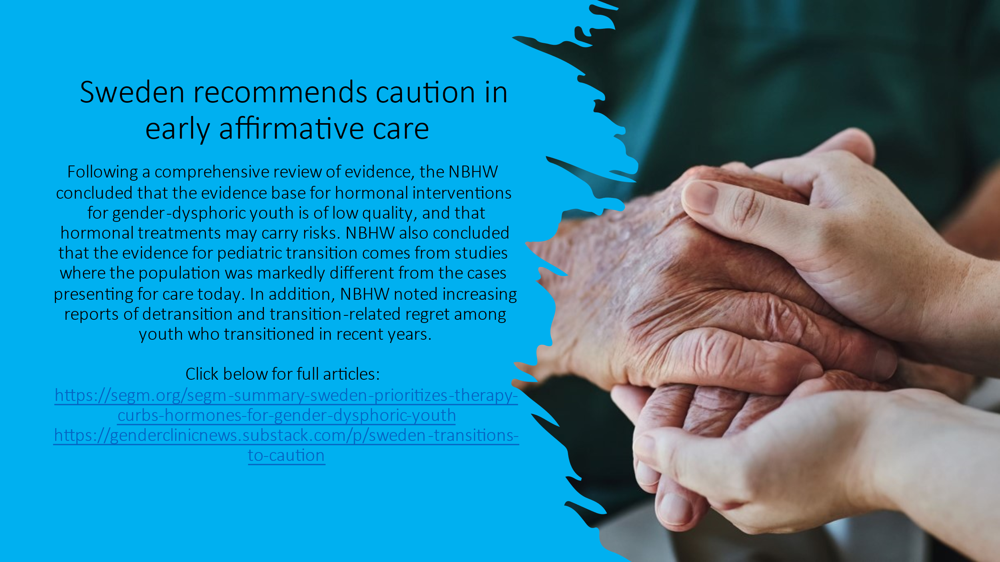 Sweden recommends caution in
early affirmative care
Following a comprehensive review of evidence, the NBHW
concluded that the evidence base for hormonal interventions
for gender-dysphoric youth is of low quality, and that
hormonal treatments may carry risks. NBHW also concluded
that the evidence for pediatric transition comes from studies
where the population was markedly different from the cases
presenting for care today. In addition, NBHW noted increasing
reports of detransition and transition-related regret among
youth who transitioned in recent years.
Click below for full articles:
https://segm.org/segm-summary-sweden-prioritizes-therapy-
curbs-hormones-for-gender-dysphoric-youth
https://genderclinicnews.substack.com/p/sweden-transitions-
to-caution